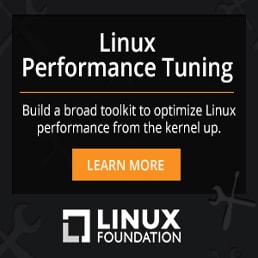 Linux
Performance Tuning
Build a broad toolkit to optimize Linux
performance from the kernel up.
LEARN MORE
LINUX
FOUNDATION